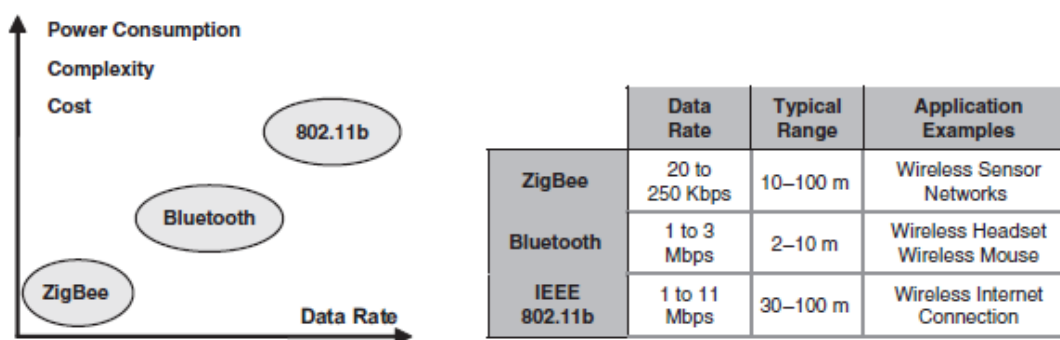 Power Consumption
Complexity
Cost
802.11b
Bluetooth
ZigBee
Data Rate
Data Typical Application
Rate Range Examples
ZigBee 20 to 250 Kbps 10–100 m Wireless Sensor Networks
Bluetooth 1 to 3 Mbps 2–10 m Wireless Headset Wireless Mouse
IEEE 802.11b 1 to 11 Mbps 30–100 m Wireless Internet Connection